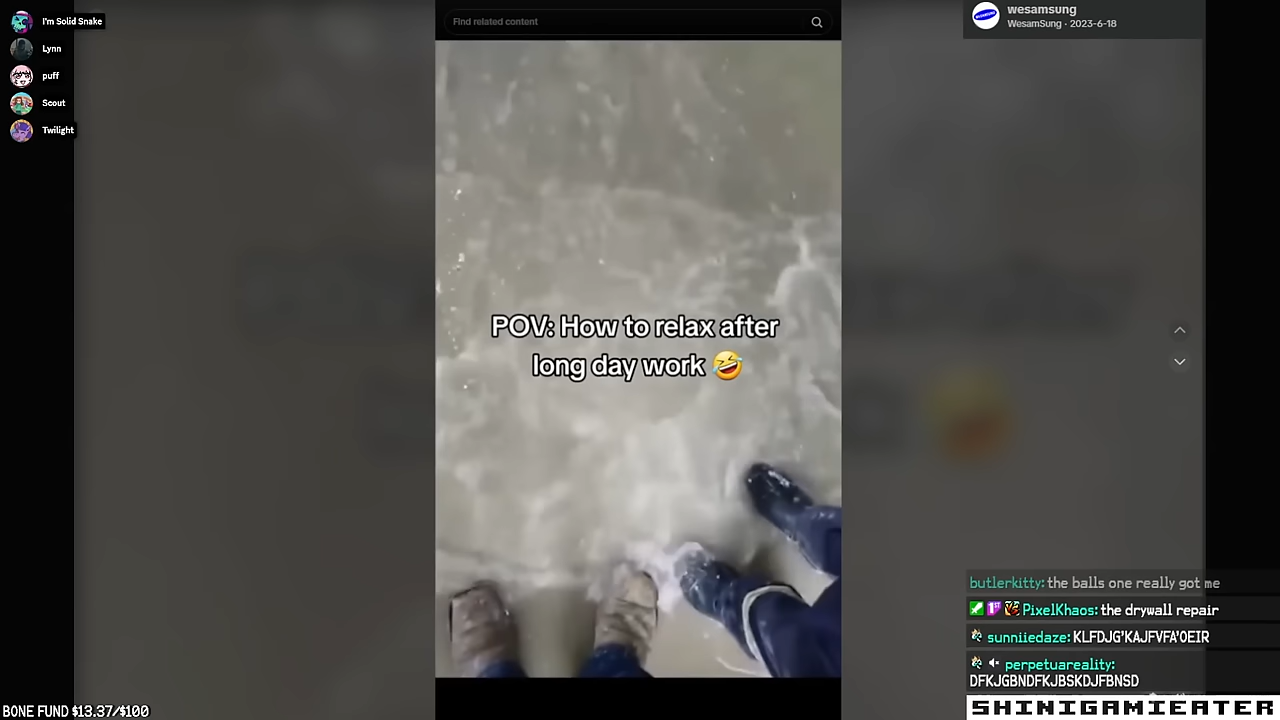 I'm Solid Snake
Lynn
puff
Scout
Twilight
Find related content
wesamsung
WesamSung · 2023-6-18
POV: How to relax after
long day work 🤣
butlerkitty: the balls one really got me
PixelKhaos: the drywall repair
sunniiedaze: KLFDJG'KAJFVFA'OEIR
perpetuareality:
DFKJGBNDFKJBSKDJFBNSD
BONE FUND $13.37/$100
SHINIGAMIEATER